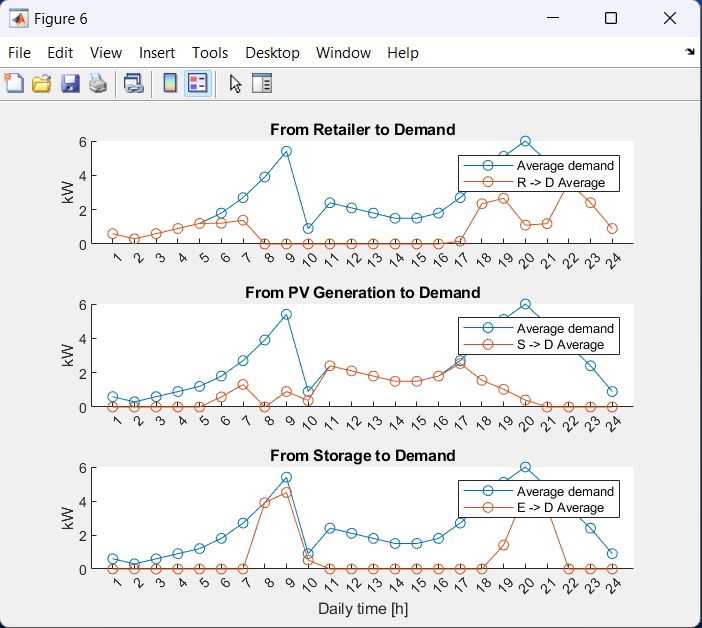 Figure 6
File Edit View Insert Tools Desktop Window Help
From Retailer to Demand
6
4
2
0
kW
Average demand
R -> D Average
1 2 3 4 5 6 7 8 9 10 11 12 13 14 15 16 17 18 19 20 21 22 23 24
From PV Generation to Demand
6
4
2
0
kW
Average demand
S -> D Average
1 2 3 4 5 6 7 8 9 10 11 12 13 14 15 16 17 18 19 20 21 22 23 24
From Storage to Demand
6
4
2
0
kW
Average demand
E -> D Average
1 2 3 4 5 6 7 8 9 10 11 12 13 14 15 16 17 18 19 20 21 22 23 24
Daily time [h]